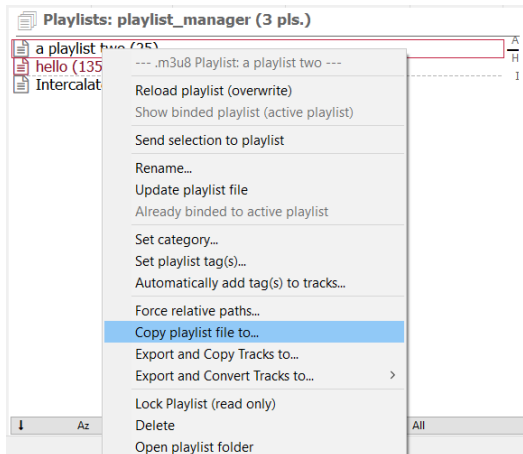 Playlists: playlist_manager (3 pls.)
a playlist two (25)
hello (135
Intercalat
A
H
I
--- .m3u8 Playlist: a playlist two ---
Reload playlist (overwrite)
Show binded playlist (active playlist)
Send selection to playlist
Rename...
Update playlist file
Already binded to active playlist
Set category...
Set playlist tag(s)...
Automatically add tag(s) to tracks...
Force relative paths...
Copy playlist file to...
Export and Copy Tracks to...
Export and Convert Tracks to...
Lock Playlist (read only)
Delete
Open playlist folder
Az
All